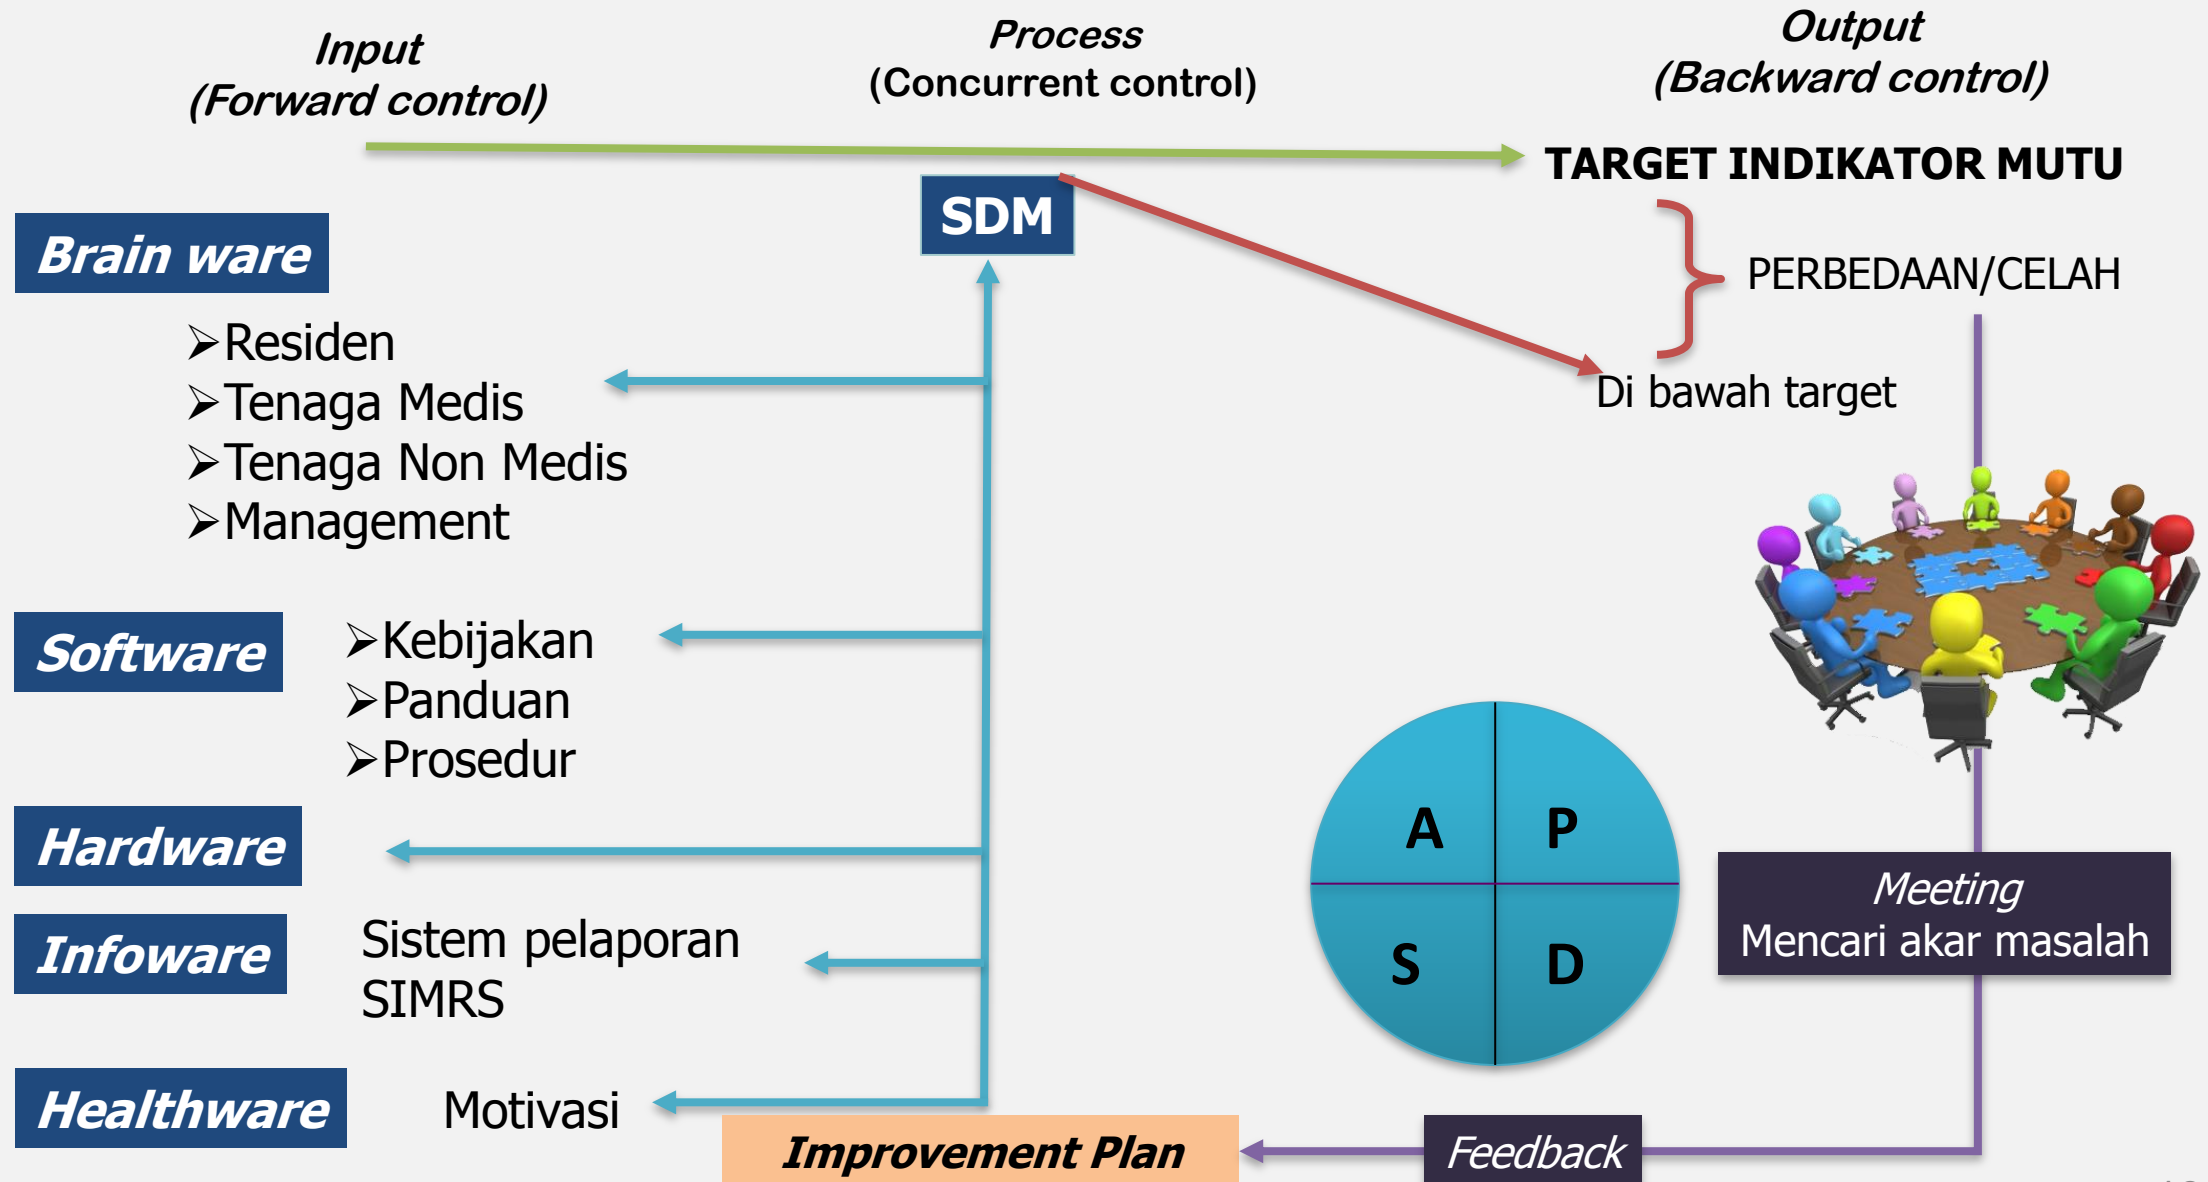 Input
(Forward control)
Process
(Concurrent control)
Output
(Backward control)
TARGET INDIKATOR MUTU
SDM
Brain ware
PERBEDAAN/CELAH
➢Residen
➢Tenaga Medis
➢Tenaga Non Medis
➢Management
Di bawah target
Software
➢Kebijakan
➢Panduan
➢Prosedur
Hardware
A P
S D
Meeting
Mencari akar masalah
Infoware
Sistem pelaporan
SIMRS
Healthware
Motivasi
Improvement Plan
Feedback